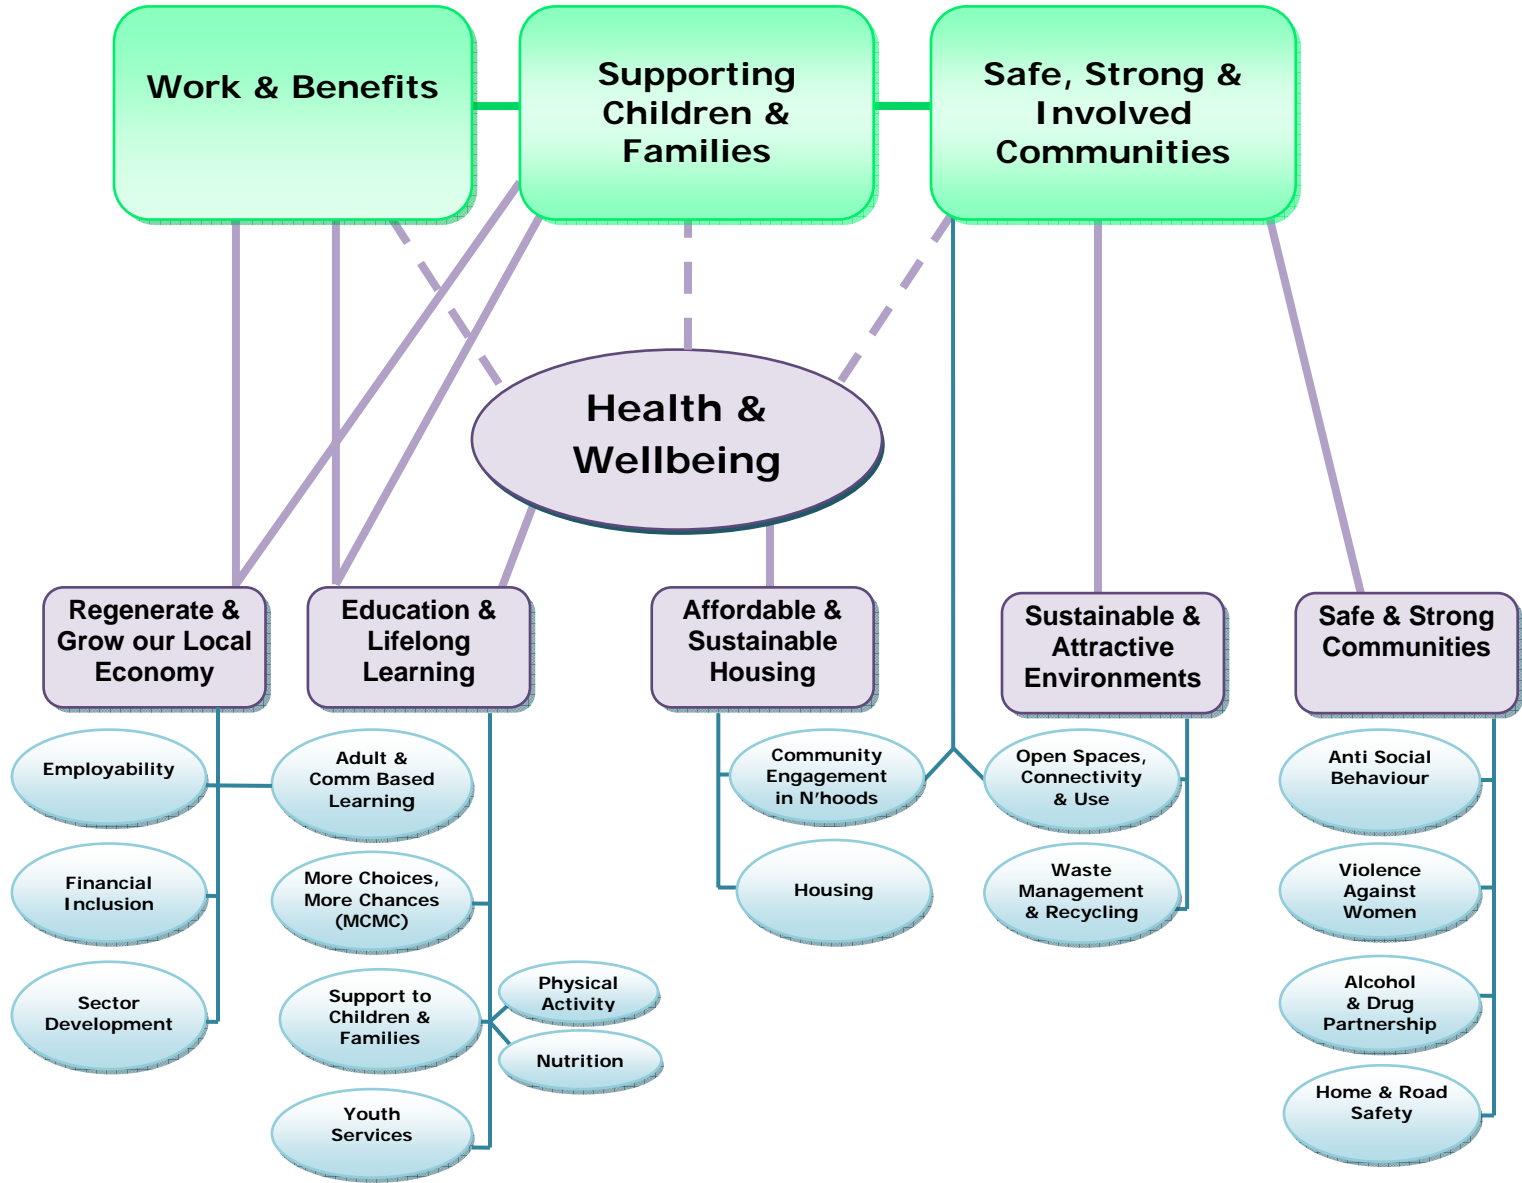 Work & Benefits
Supporting
Children &
Families
Safe, Strong &
Involved
Communities
Health &
Wellbeing
Regenerate &
Grow our Local
Economy
Education &
Lifelong
Learning
Affordable &
Sustainable
Housing
Sustainable &
Attractive
Environments
Safe & Strong
Communities
Employability
Financial
Inclusion
Sector
Development
Adult &
Comm Based
Learning
More Choices,
More Chances
(MCMC)
Support to
Children &
Families
Youth
Services
Physical
Activity
Nutrition
Community
Engagement
in N'hoods
Housing
Open Spaces,
Connectivity
& Use
Waste
Management
& Recycling
Anti Social
Behaviour
Violence
Against
Women
Alcohol
& Drug
Partnership
Home & Road
Safety